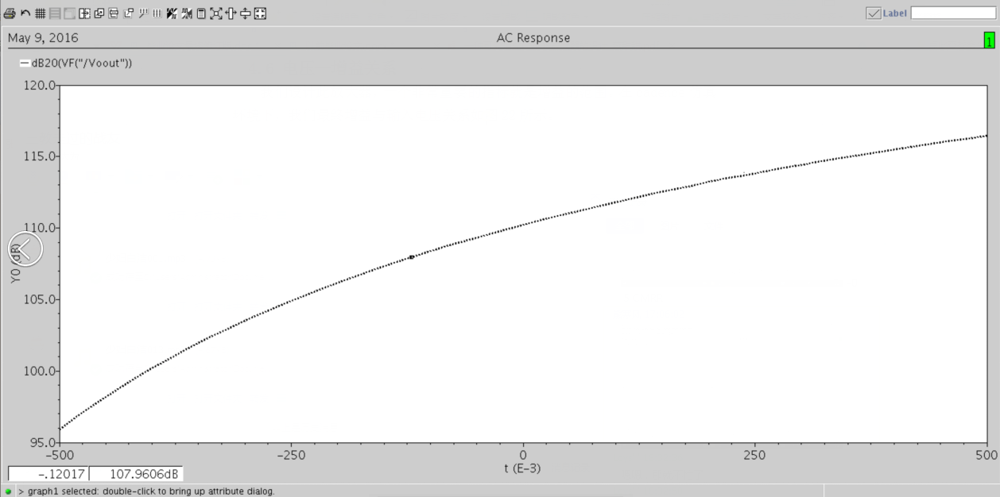 Label
May 9, 2016
AC Response
1
dB20(VF("/Voout"))
120.0
115.0
110.0
105.0
100.0
95.0
Y0 (dB)
-500
-250
0
250
500
t (E-3)
-.12017
107.9606dB
> graph1 selected: double-click to bring up attribute dialog.